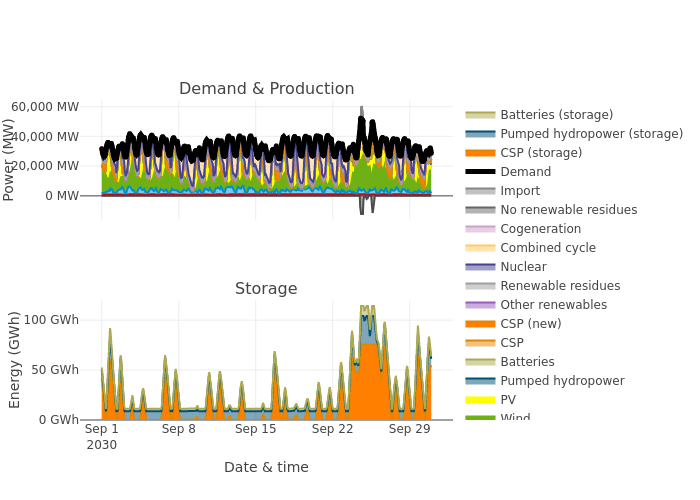 Demand & Production
60,000 MW
40,000 MW
20,000 MW
0 MW
Power (MW)
Storage
100 GWh
50 GWh
0 GWh
Energy (GWh)
Sep 1
2030
Sep 8
Sep 15
Sep 22
Sep 29
Date & time
Batteries (storage)
Pumped hydropower (storage)
CSP (storage)
Demand
Import
No renewable residues
Cogeneration
Combined cycle
Nuclear
Renewable residues
Other renewables
CSP (new)
CSP
Batteries
Pumped hydropower
PV
Wind